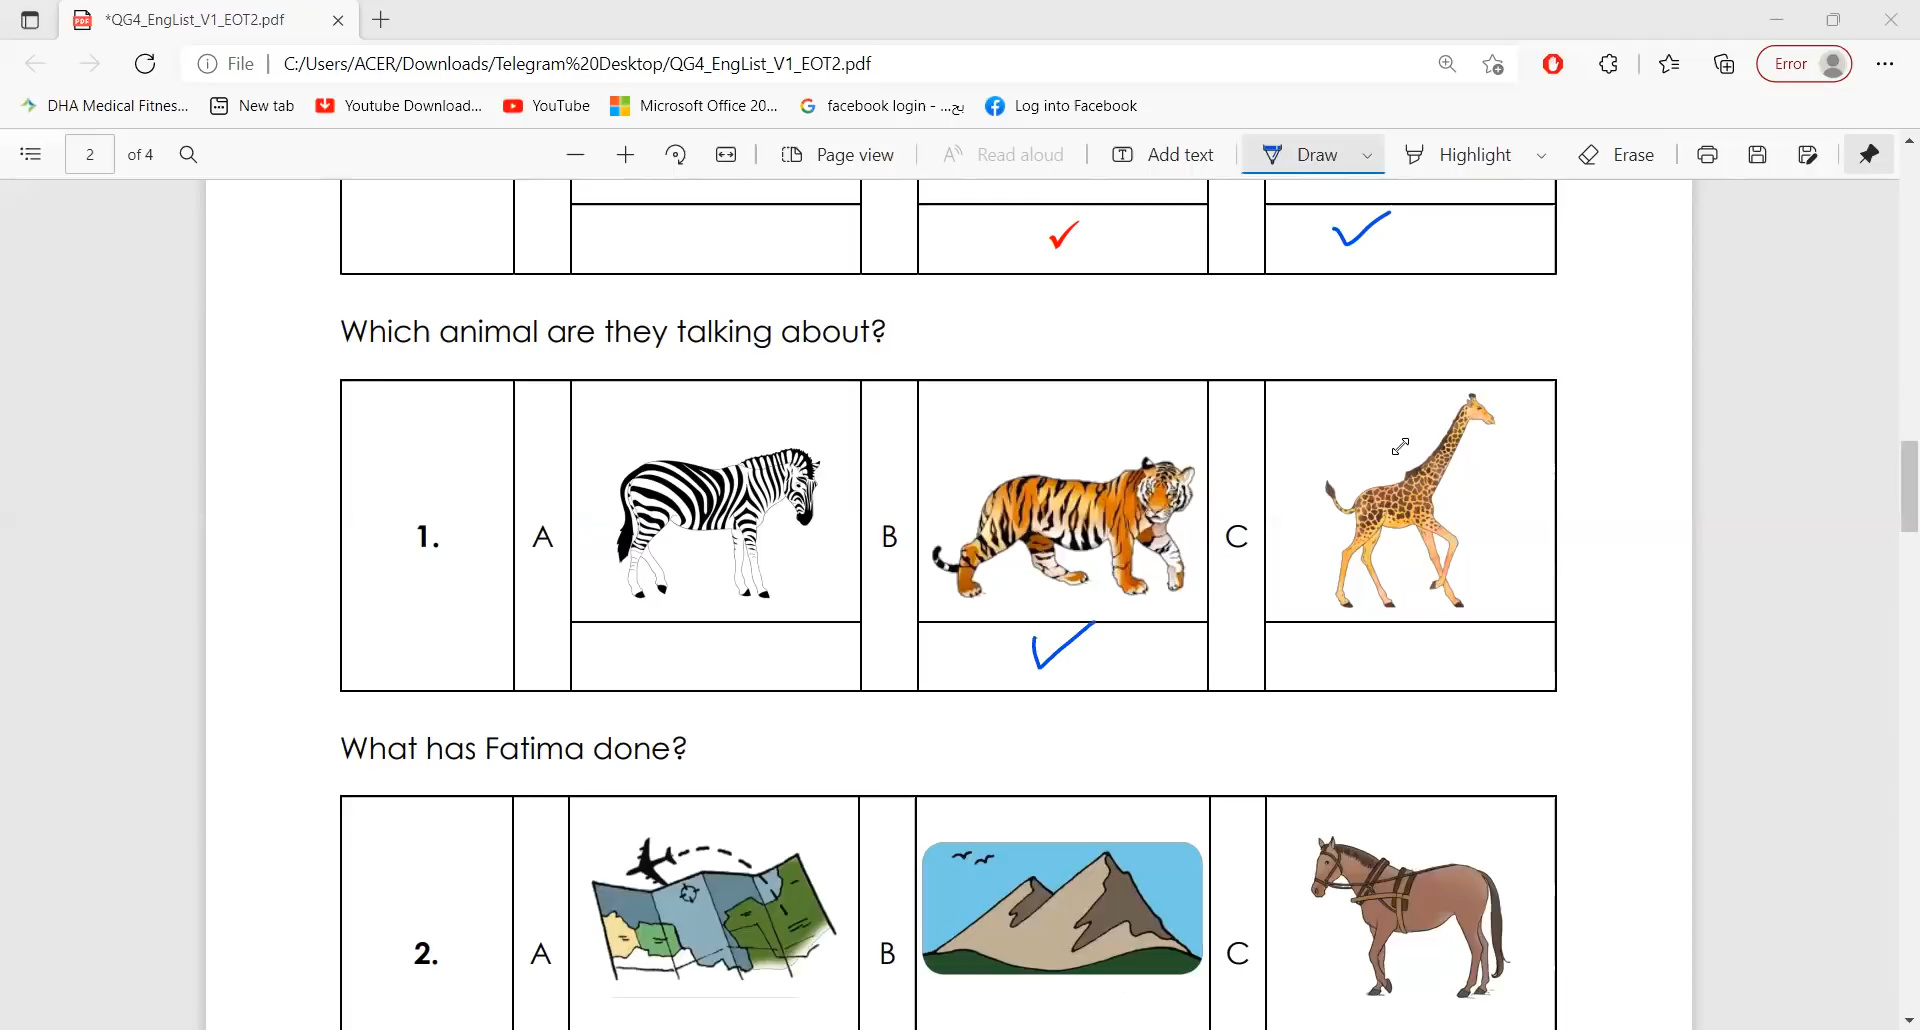 *QG4_EngList_V1_EOT2.pdf
File
C:/Users/ACER/Downloads/Telegram%20Desktop/QG4_EngList_V1_EOT2.pdf
Error
DHA Medical Fitnes...
New tab
Youtube Download...
YouTube
Microsoft Office 20...
facebook login - ...بح
Log into Facebook
2 of 4
Page view
Read aloud
Add text
Draw
Highlight
Erase
Which animal are they talking about?
1. A B C
What has Fatima done?
2. A B C